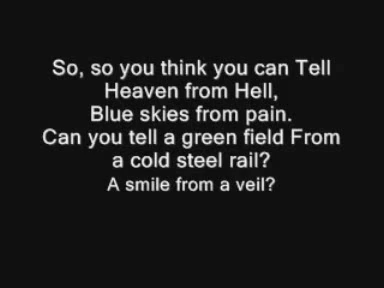 So, so you think you can Tell
Heaven from Hell,
Blue skies from pain.
Can you tell a green field From
a cold steel rail?
A smile from a veil?